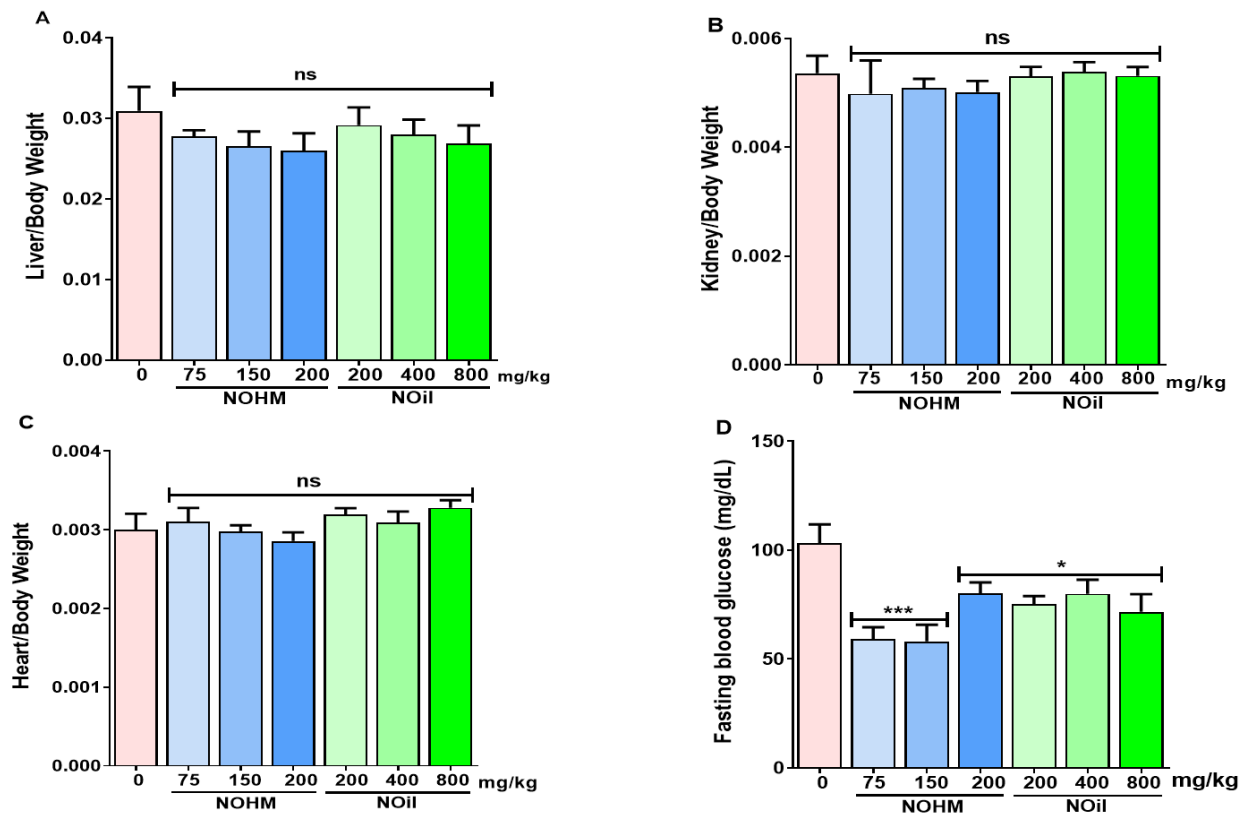 A
Liver/Body Weight
0.04
0.03
0.02
0.01
0.00
ns
0 75 150 200 200 400 800 mg/kg
NOHM NOil
B
Kidney/Body Weight
0.006
0.004
0.002
0.000
ns
0 75 150 200 200 400 800 mg/kg
NOHM NOil
C
Heart/Body Weight
0.004
0.003
0.002
0.001
0.000
ns
0 75 150 200 200 400 800 mg/kg
NOHM NOil
D
Fasting blood glucose (mg/dL)
150
100
50
0
***
*
0 75 150 200 200 400 800 mg/kg
NOHM NOil